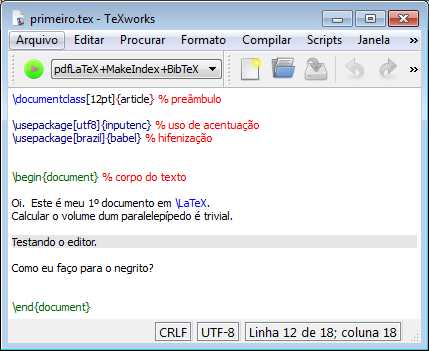 primeiro.tex - TeXworks
Arquivo Editar Procurar Formato Compilar Scripts Janela »
pdfLaTeX+MakeIndex+BibTeX »
\documentclass[12pt]{article} % preâmbulo
\usepackage[utf8]{inputenc} % uso de acentuação
\usepackage[brazil]{babel} % hifenização
\begin{document} % corpo do texto
Oi. Este é meu 1º documento em \LaTeX.
Calcular o volume dum paralelepípedo é trivial.
Testando o editor.
Como eu faço para o negrito?
\end{document}
CRLF UTF-8 Linha 12 de 18; coluna 18